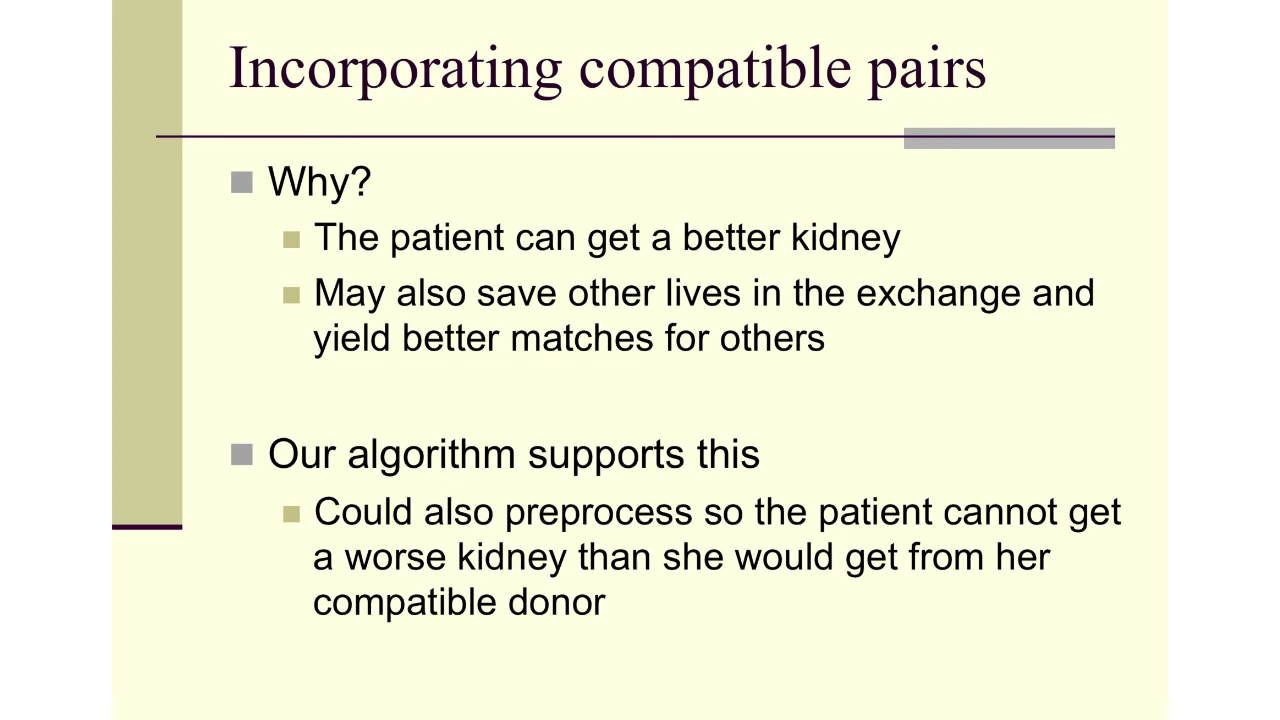 Incorporating compatible pairs
Why?
The patient can get a better kidney
May also save other lives in the exchange and
yield better matches for others
Our algorithm supports this
Could also preprocess so the patient cannot get
a worse kidney than she would get from her
compatible donor